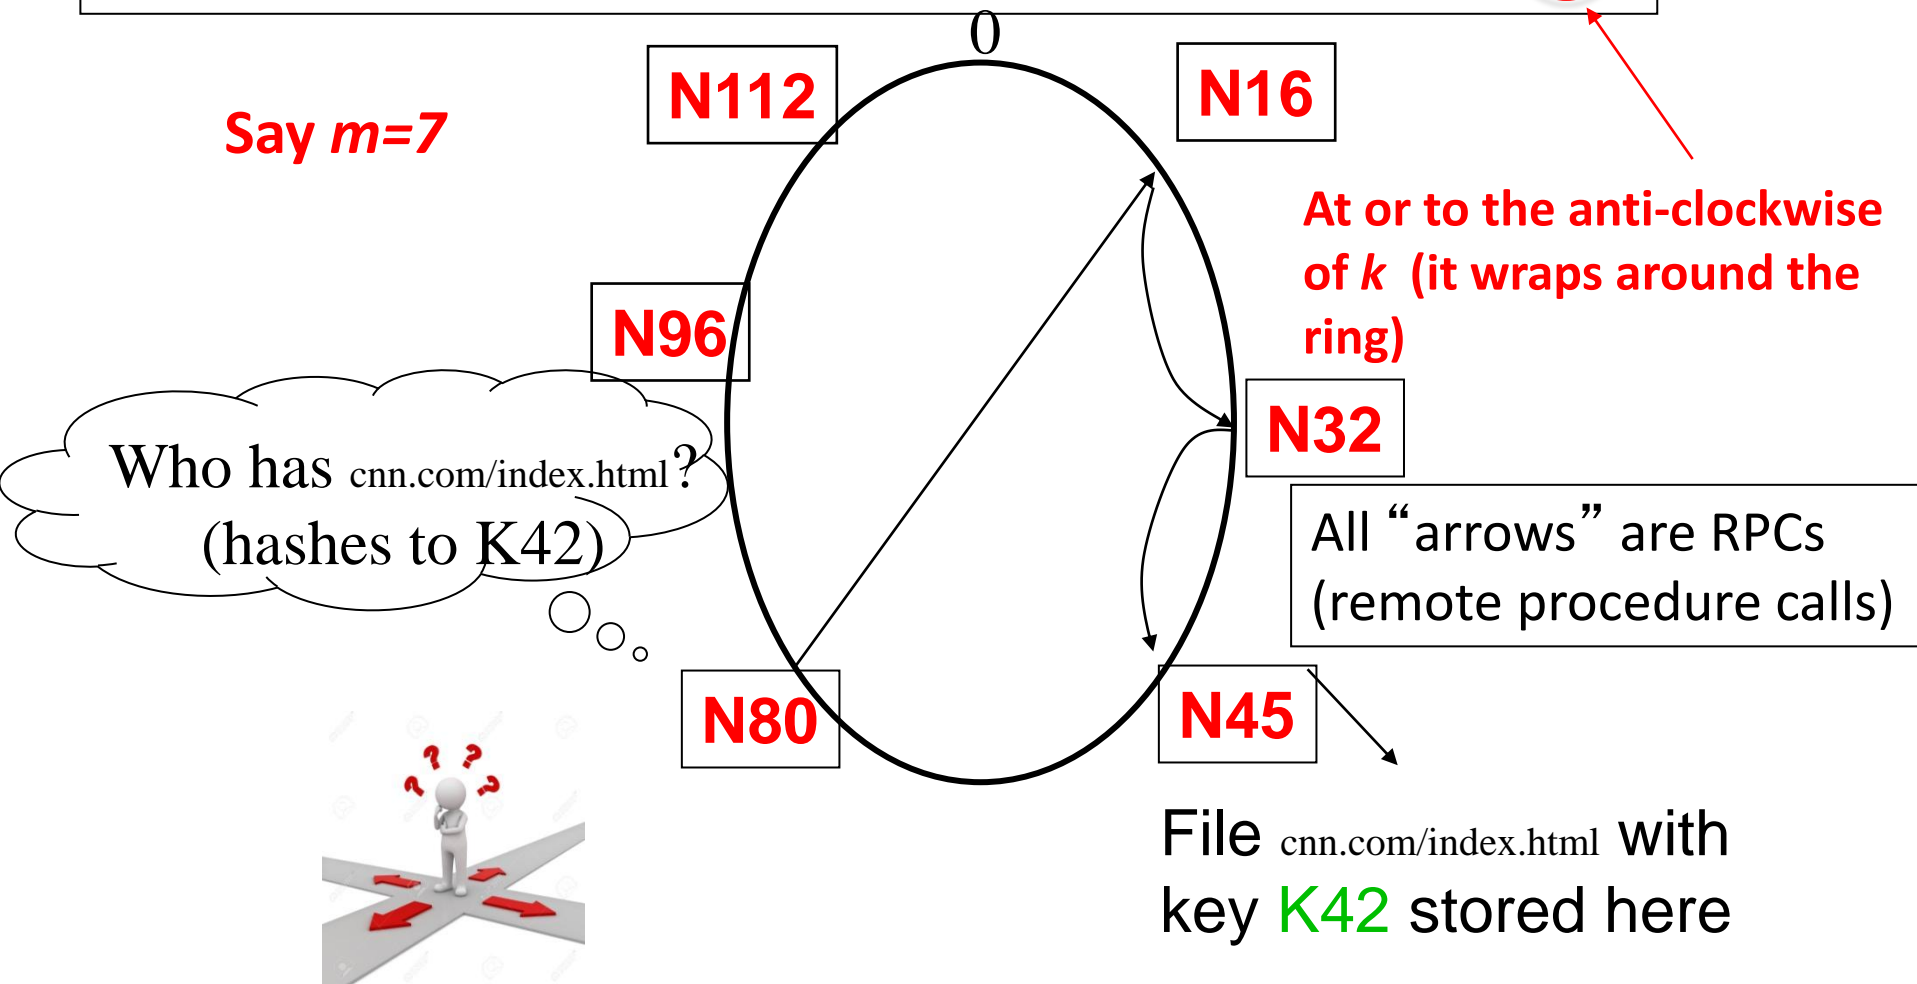 0
N112
N16
Say m=7
At or to the anti-clockwise
of k (it wraps around the
ring)
N96
N32
Who has cnn.com/index.html?
(hashes to K42)
All “arrows” are RPCs
(remote procedure calls)
N80
N45
File cnn.com/index.html with
key K42 stored here